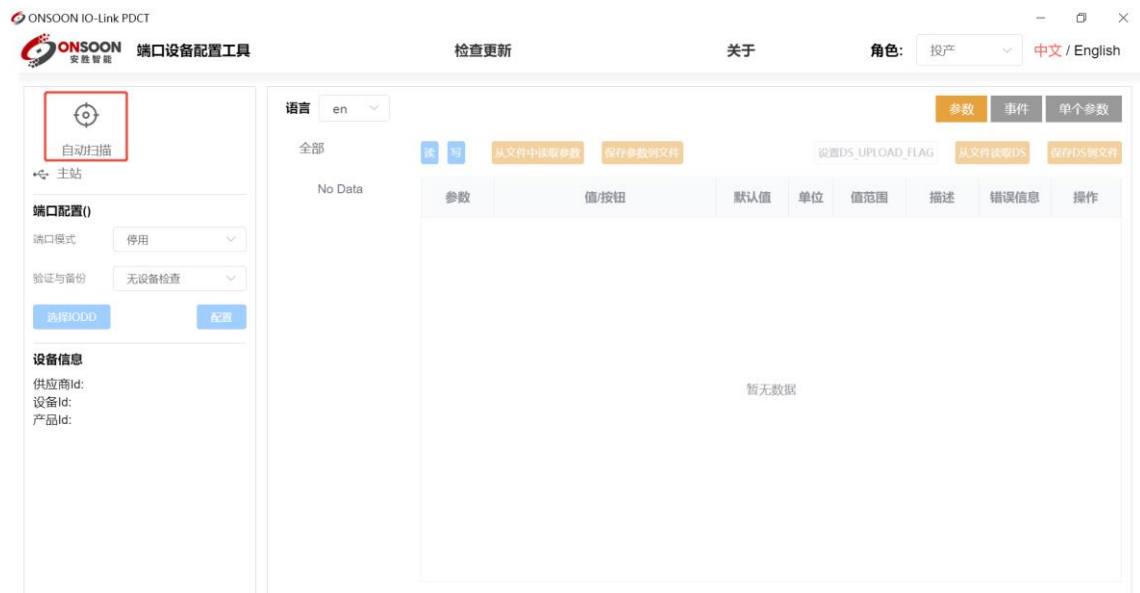 ONSOON IO-Link PDCT
ONSOON 安胜智能 端口设备配置工具 检查更新 关于 角色: 投产 中文 / English
自动扫描
主站
端口配置()
端口模式 停用
验证与备份 无设备检查
选择IODD 配置
设备信息
供应商Id:
设备Id:
产品Id:
语言 en 参数 事件 单个参数
全部 读 写 从文件中读取参数 保存参数到文件 设置DS_UPLOAD_FLAG 从文件读取DS 保存DS到文件
No Data
参数 值/按钮 默认值 单位 值范围 描述 错误信息 操作
暂无数据